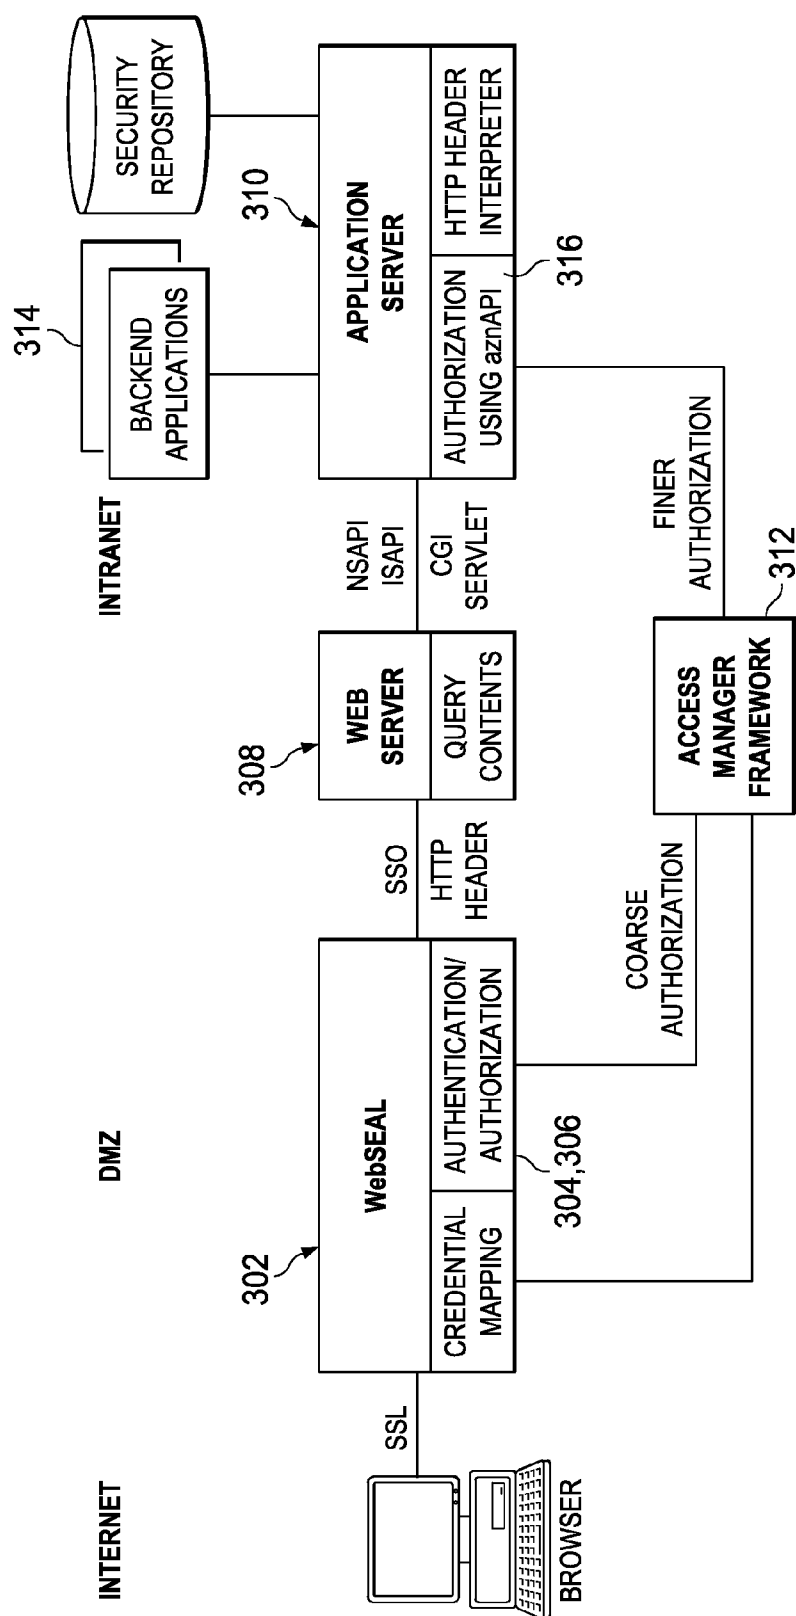 INTERNET
DMZ
INTRANET
314
BACKEND
APPLICATIONS
SECURITY
REPOSITORY
302
308
310
SSL
WebSEAL
CREDENTIAL
MAPPING
AUTHENTICATION/
AUTHORIZATION
304,306
SSO
HTTP
HEADER
WEB
SERVER
QUERY
CONTENTS
NSAPI
ISAPI
CGI
SERVLET
APPLICATION
SERVER
AUTHORIZATION
USING aznAPI
HTTP HEADER
INTERPRETER
316
BROWSER
COARSE
AUTHORIZATION
ACCESS
MANAGER
FRAMEWORK
312
FINER
AUTHORIZATION